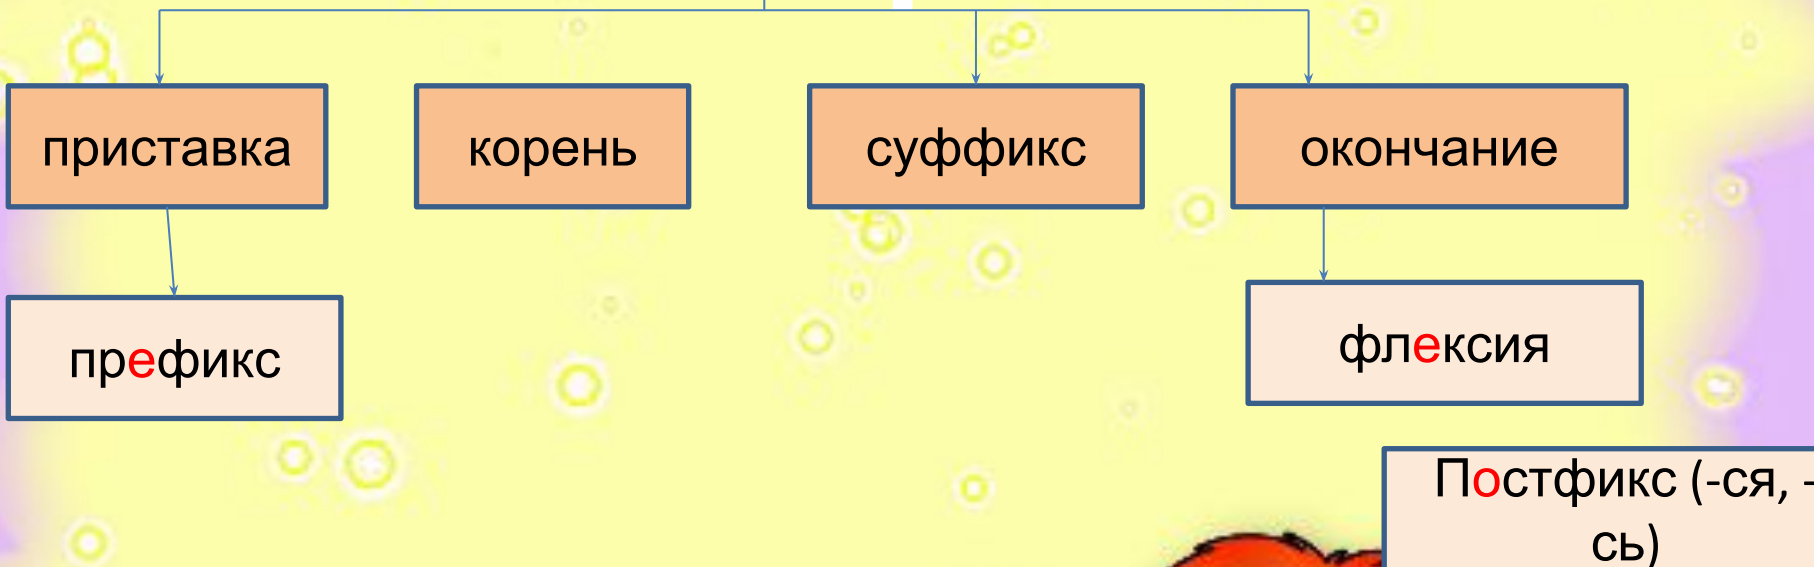 приставка
корень
суффикс
окончание
префикс
флексия
Постфикс (-ся, -
сь)